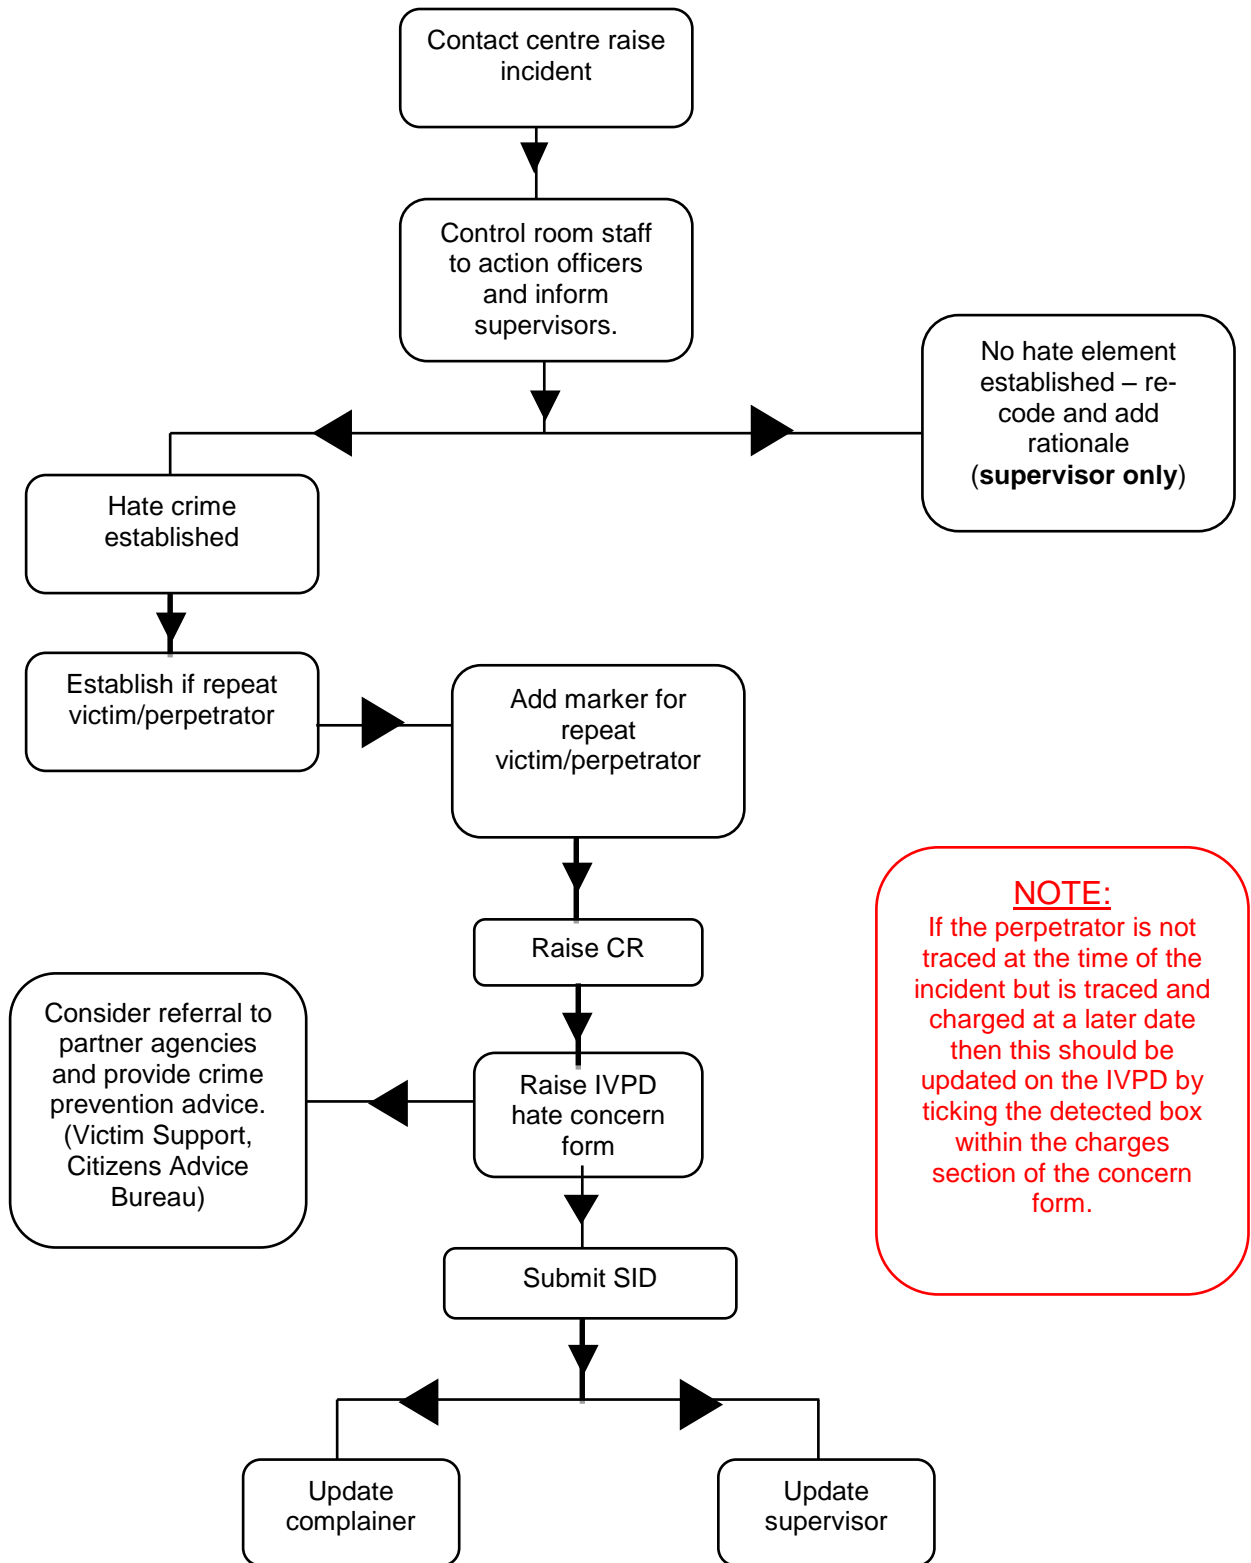 Contact centre raise
incident
Control room staff
to action officers
and inform
supervisors.
No hate element
established – re-
code and add
rationale
(supervisor only)
Hate crime
established
Establish if repeat
victim/perpetrator
Add marker for
repeat
victim/perpetrator
Raise CR
Consider referral to
partner agencies
and provide crime
prevention advice.
(Victim Support,
Citizens Advice
Bureau)
Raise IVPD
hate concern
form
NOTE:
If the perpetrator is not
traced at the time of the
incident but is traced and
charged at a later date
then this should be
updated on the IVPD by
ticking the detected box
within the charges
section of the concern
form.
Submit SID
Update
complainer
Update
supervisor